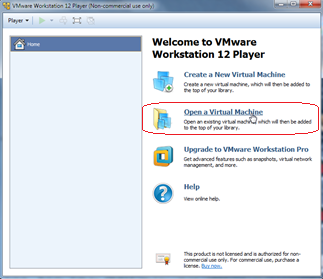 VMware Workstation 12 Player (Non-commercial use only)
Player
Home
Welcome to VMware
Workstation 12 Player
Create a New Virtual Machine
Create a new virtual machine, which will then be added
to the top of your library.
Open a Virtual Machine
Open an existing virtual machine, which will then be added
to the top of your library.
Upgrade to VMware Workstation Pro
Get advanced features such as snapshots, virtual network
management, and more.
Help
View online help.
This product is not licensed and is authorized for non-
commercial use only. For commercial use, purchase a
license. Buy now.